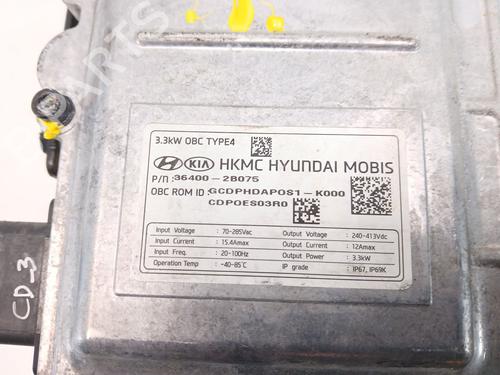 3.3kW OBC TYPE4
HYUNDAI KIA HKMC HYUNDAI MOBIS
P/N : 36400 - 2B075
OBC ROM ID : GCDPHDAPOS1 - K000
CDPOES03R0
Input Voltage : 70-285Vac Output Voltage : 240-413Vdc
Input Current : 15.4Amax Output Current : 12Amax
Input Freq. : 20-100Hz Output Power : 3.3kW
Operation Temp : -40-85℃ IP grade : IP67, IP69K
CD_3